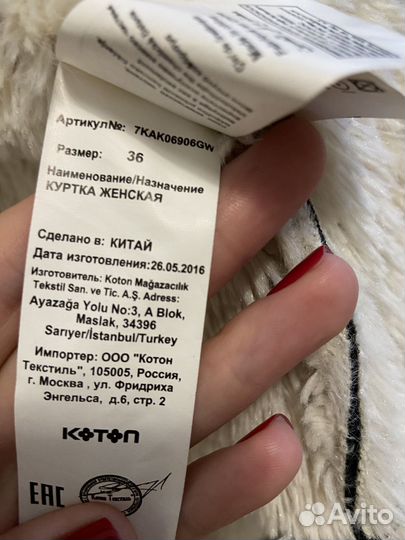 Артикул№: 7KAK06906GW
Размер: 36
Наименование/Назначение
КУРТКА ЖЕНСКАЯ
Сделано в: КИТАЙ
Дата изготовления:26.05.2016
Изготовитель: Koton Mağazacılık
Tekstil San. ve Tic. A.Ş. Adress:
Ayazağa Yolu No:3, A Blok,
Maslak, 34396
Sarıyer/İstanbul/Turkey
Импортер: ООО "Котон
Текстиль", 105005, Россия,
г. Москва , ул. Фридриха
Энгельса, д.6, стр. 2
KOTON
EAC
Avito